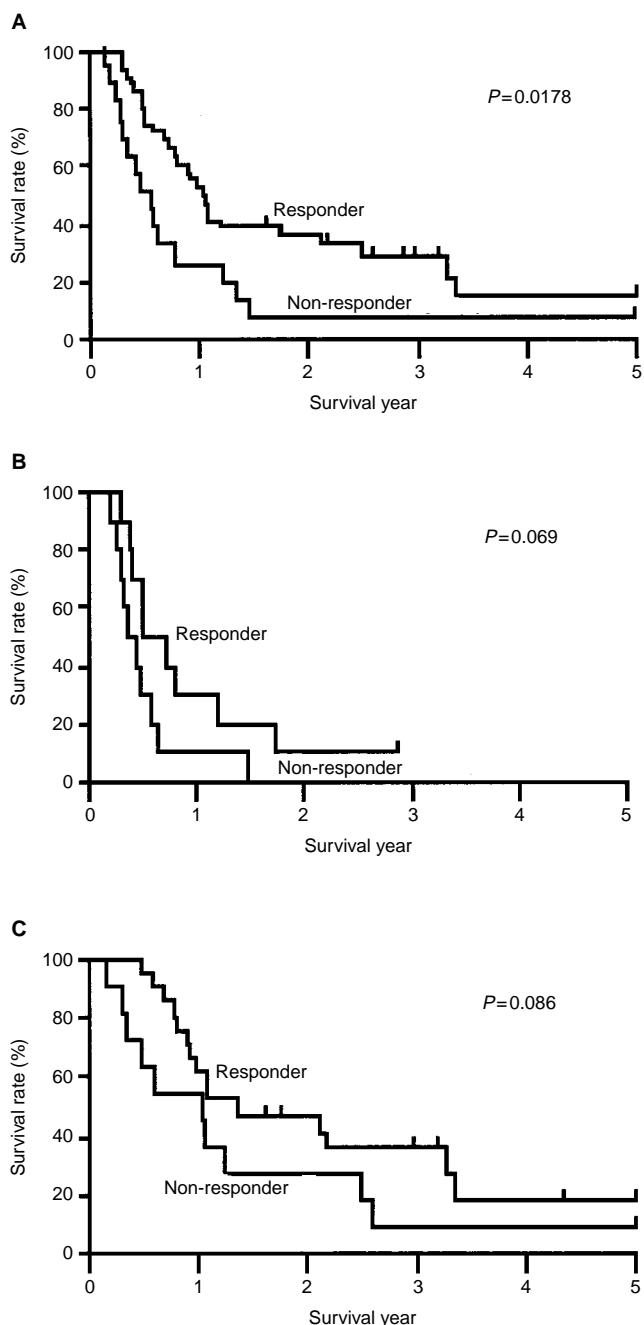 A
100
80
60
40
20
0
Survival rate (%)
P=0.0178
Responder
Non-responder
0 1 2 3 4 5
Survival year
B
100
80
60
40
20
0
Survival rate (%)
P=0.069
Responder
Non-responder
0 1 2 3 4 5
Survival year
C
100
80
60
40
20
0
Survival rate (%)
P=0.086
Responder
Non-responder
0 1 2 3 4 5
Survival year